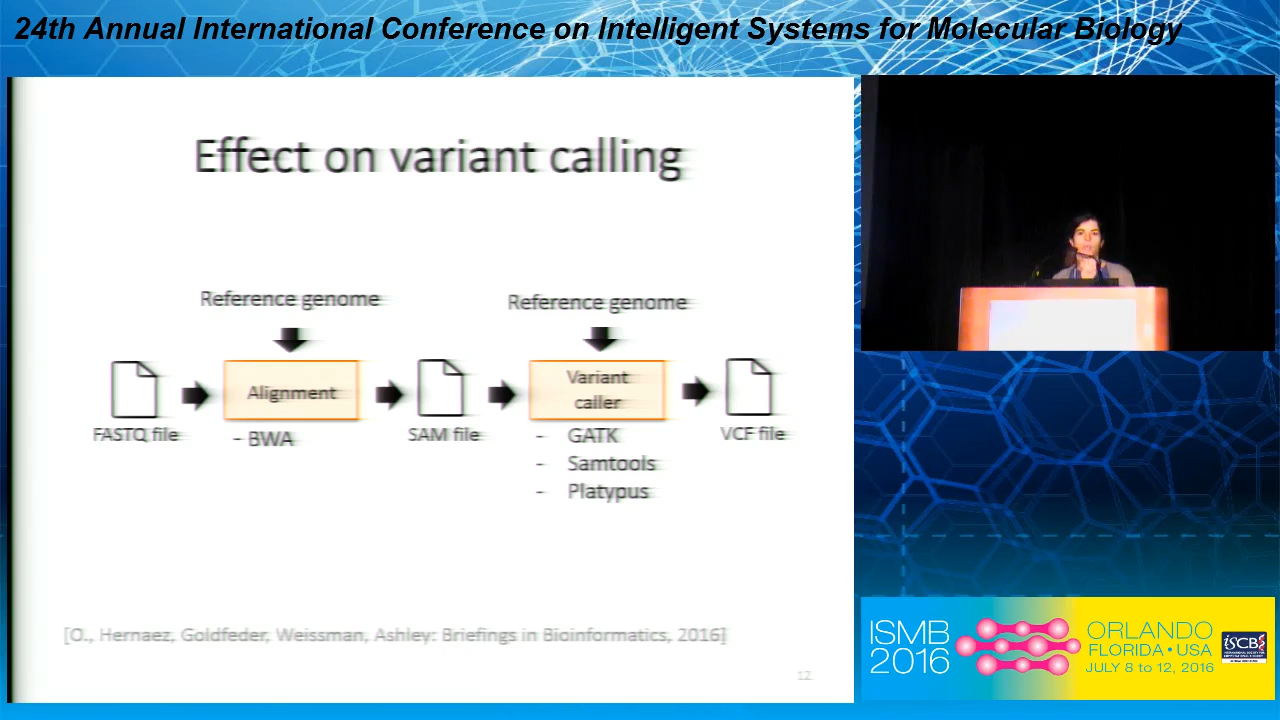 24th Annual International Conference on Intelligent Systems for Molecular Biology
Effect on variant calling
Reference genome
Reference genome
Alignment
Variant
caller
FASTQ file
- BWA
SAM file
- GATK
- Samtools
- Platypus
VCF file
[O., Hernaez, Goldfeder, Weissman, Ashley: Briefings in Bioinformatics, 2016]
12
ISMB
2016
ORLANDO
FLORIDA • USA
JULY 8 to 12, 2016
ISCB